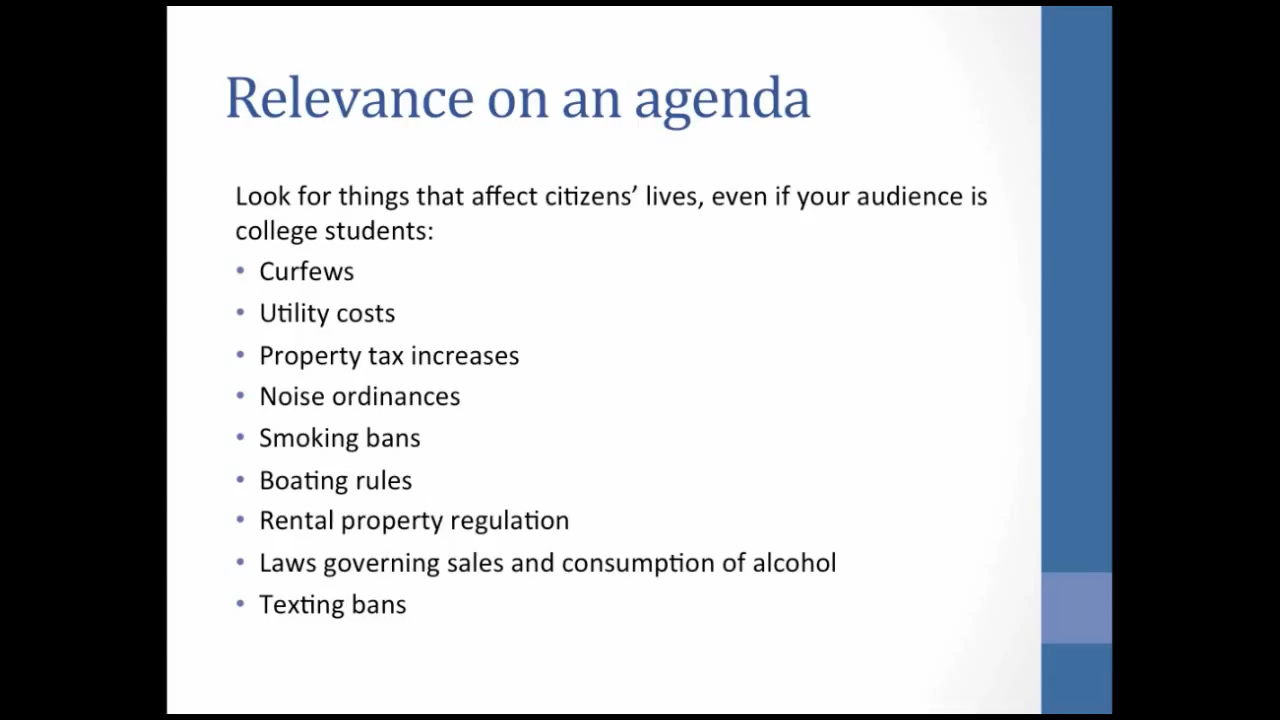 Relevance on an agenda
Look for things that affect citizens’ lives, even if your audience is
college students:
• Curfews
• Utility costs
• Property tax increases
• Noise ordinances
• Smoking bans
• Boating rules
• Rental property regulation
• Laws governing sales and consumption of alcohol
• Texting bans